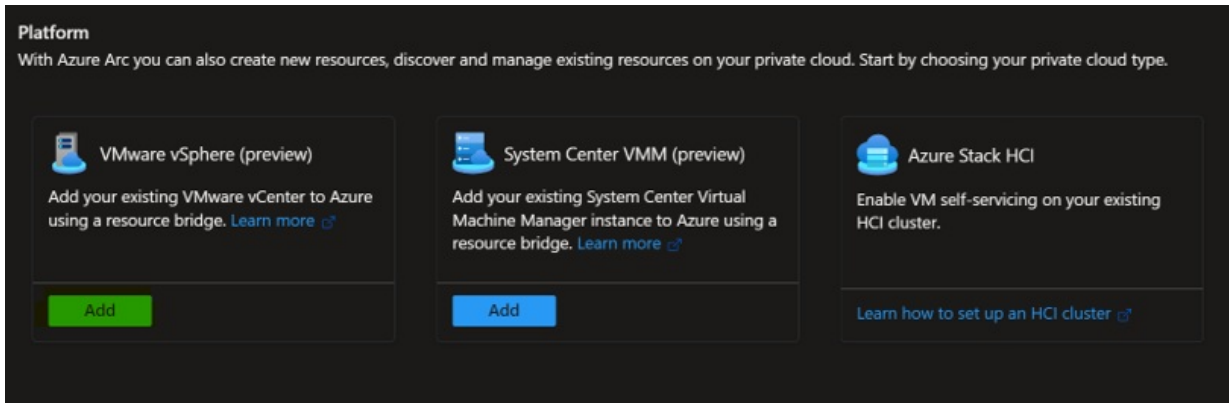 Platform
With Azure Arc you can also create new resources, discover and manage existing resources on your private cloud. Start by choosing your private cloud type.
VMware vSphere (preview)
Add your existing VMware vCenter to Azure
using a resource bridge. Learn more
Add
System Center VMM (preview)
Add your existing System Center Virtual
Machine Manager instance to Azure using a
resource bridge. Learn more
Add
Azure Stack HCI
Enable VM self-servicing on your existing
HCI cluster.
Learn how to set up an HCI cluster